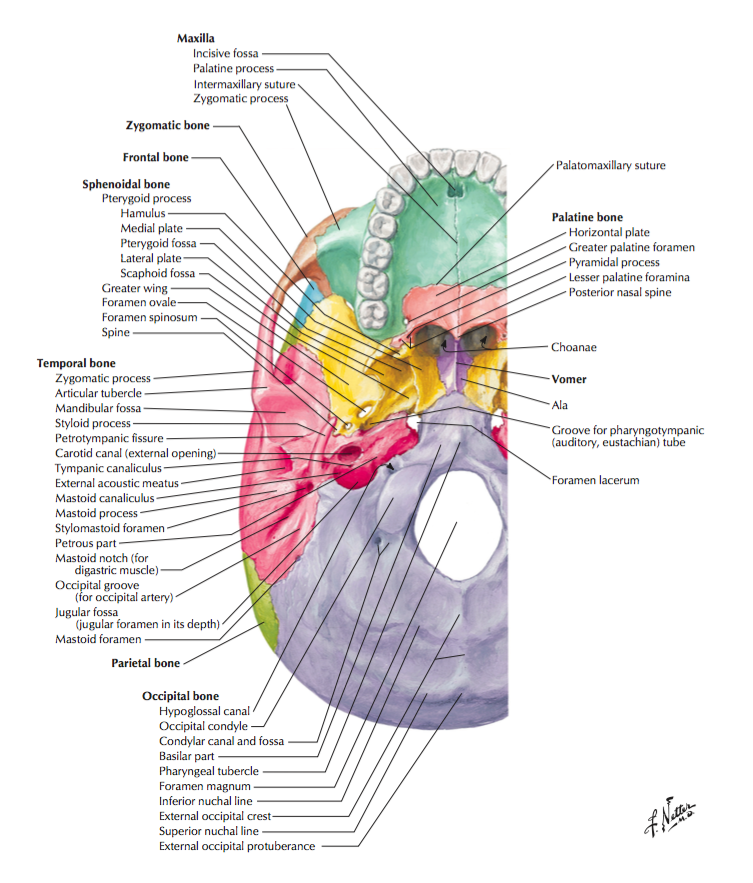 Maxilla
Incisive fossa
Palatine process
Intermaxillary suture
Zygomatic process
Zygomatic bone
Frontal bone
Sphenoidal bone
Pterygoid process
Hamulus
Medial plate
Pterygoid fossa
Lateral plate
Scaphoid fossa
Greater wing
Foramen ovale
Foramen spinosum
Spine
Temporal bone
Zygomatic process
Articular tubercle
Mandibular fossa
Styloid process
Petrotympanic fissure
Carotid canal (external opening)
Tympanic canaliculus
External acoustic meatus
Mastoid canaliculus
Mastoid process
Stylomastoid foramen
Petrous part
Mastoid notch (for
digastric muscle)
Occipital groove
(for occipital artery)
Jugular fossa
(jugular foramen in its depth)
Mastoid foramen
Parietal bone
Occipital bone
Hypoglossal canal
Occipital condyle
Condylar canal and fossa
Basilar part
Pharyngeal tubercle
Foramen magnum
Inferior nuchal line
External occipital crest
Superior nuchal line
External occipital protuberance
Palatomaxillary suture
Palatine bone
Horizontal plate
Greater palatine foramen
Pyramidal process
Lesser palatine foramina
Posterior nasal spine
Choanae
Vomer
Ala
Groove for pharyngotympanic
(auditory, eustachian) tube
Foramen lacerum
F. Netter
M.D.